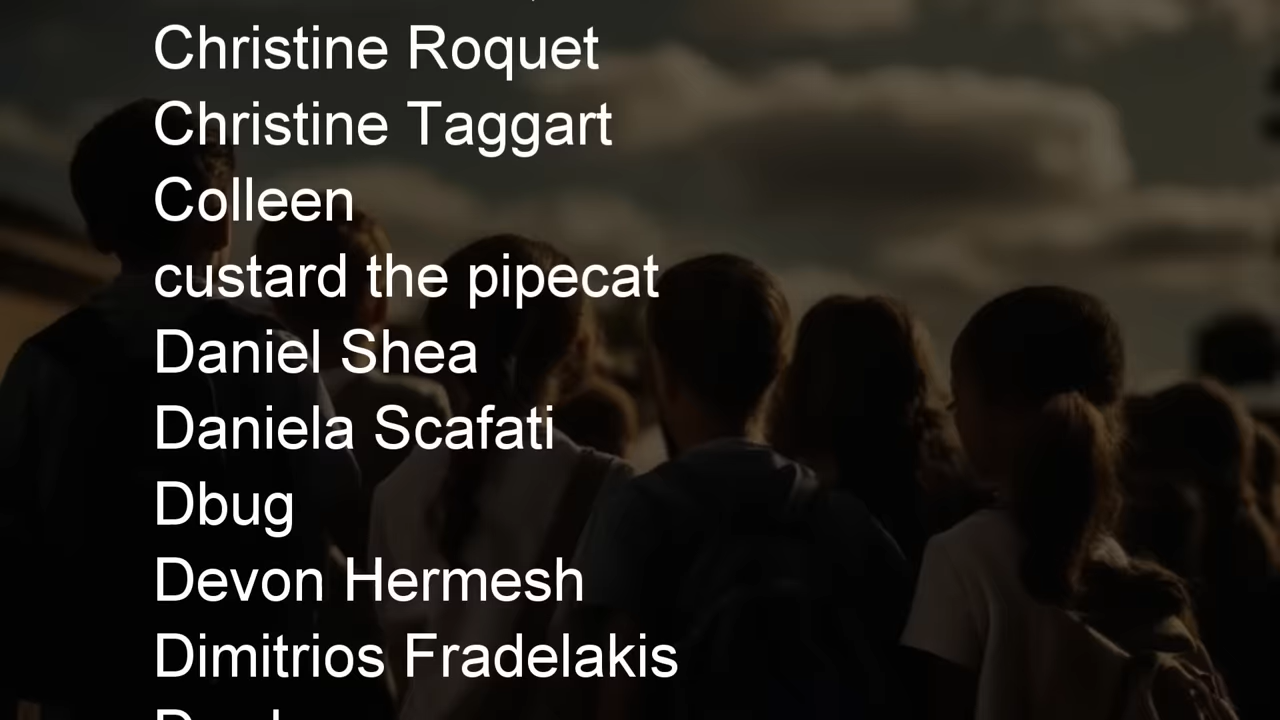 Christine Roquet
Christine Taggart
Colleen
custard the pipecat
Daniel Shea
Daniela Scafati
Dbug
Devon Hermesh
Dimitrios Fradelakis